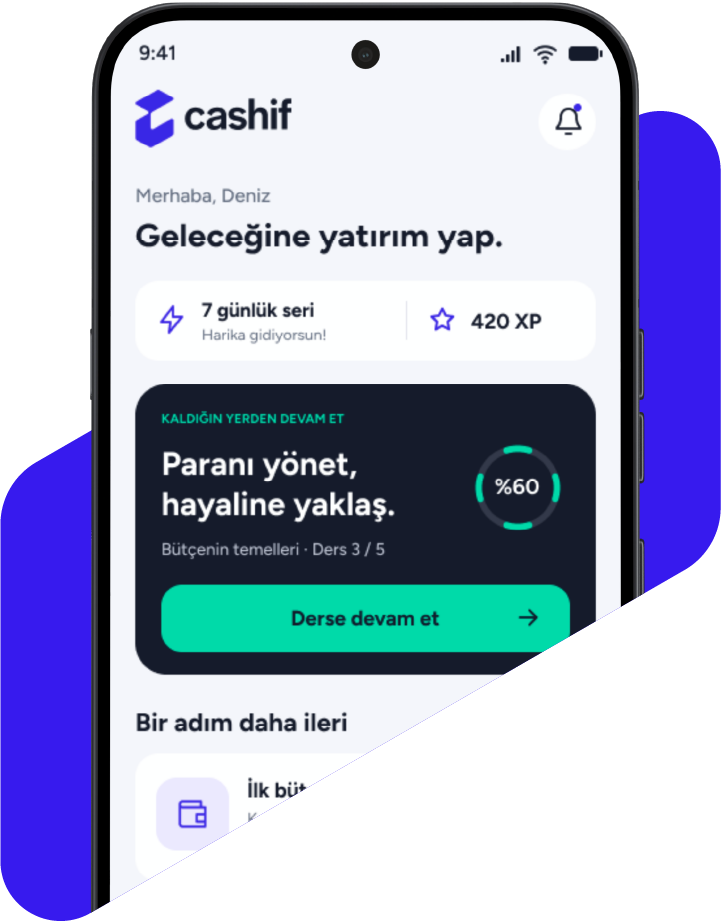 9:41
cashif
Merhaba, Deniz
Geleceğine yatırım yap.
7 günlük seri
Harika gidiyorsun!
420 XP
KALDIĞIN YERDEN DEVAM ET
Paranı yönet,
hayaline yaklaş.
%60
Bütçenin temelleri · Ders 3 / 5
Derse devam et
Bir adım daha ileri
İlk